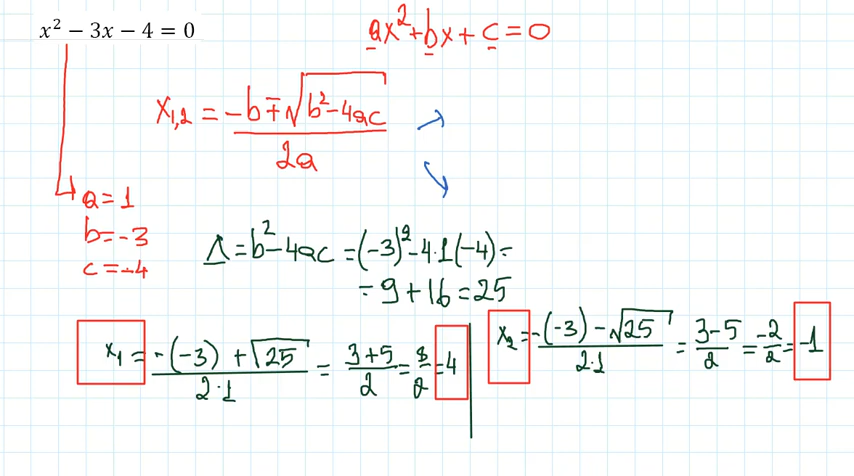 x² − 3x − 4 = 0
ax²+bx+c=0
x₁,₂ = (-b∓√(b²-4ac))/(2a)
a=1
b=-3
c=-4
Δ=b²-4ac=(-3)²-4·1(-4)=
=9+16=25
x₁=(-(-3)+√25)/(2·1)=(3+5)/2=8/2=4
x₂=(-(-3)-√25)/(2·1)=(3-5)/2=-2/2=-1